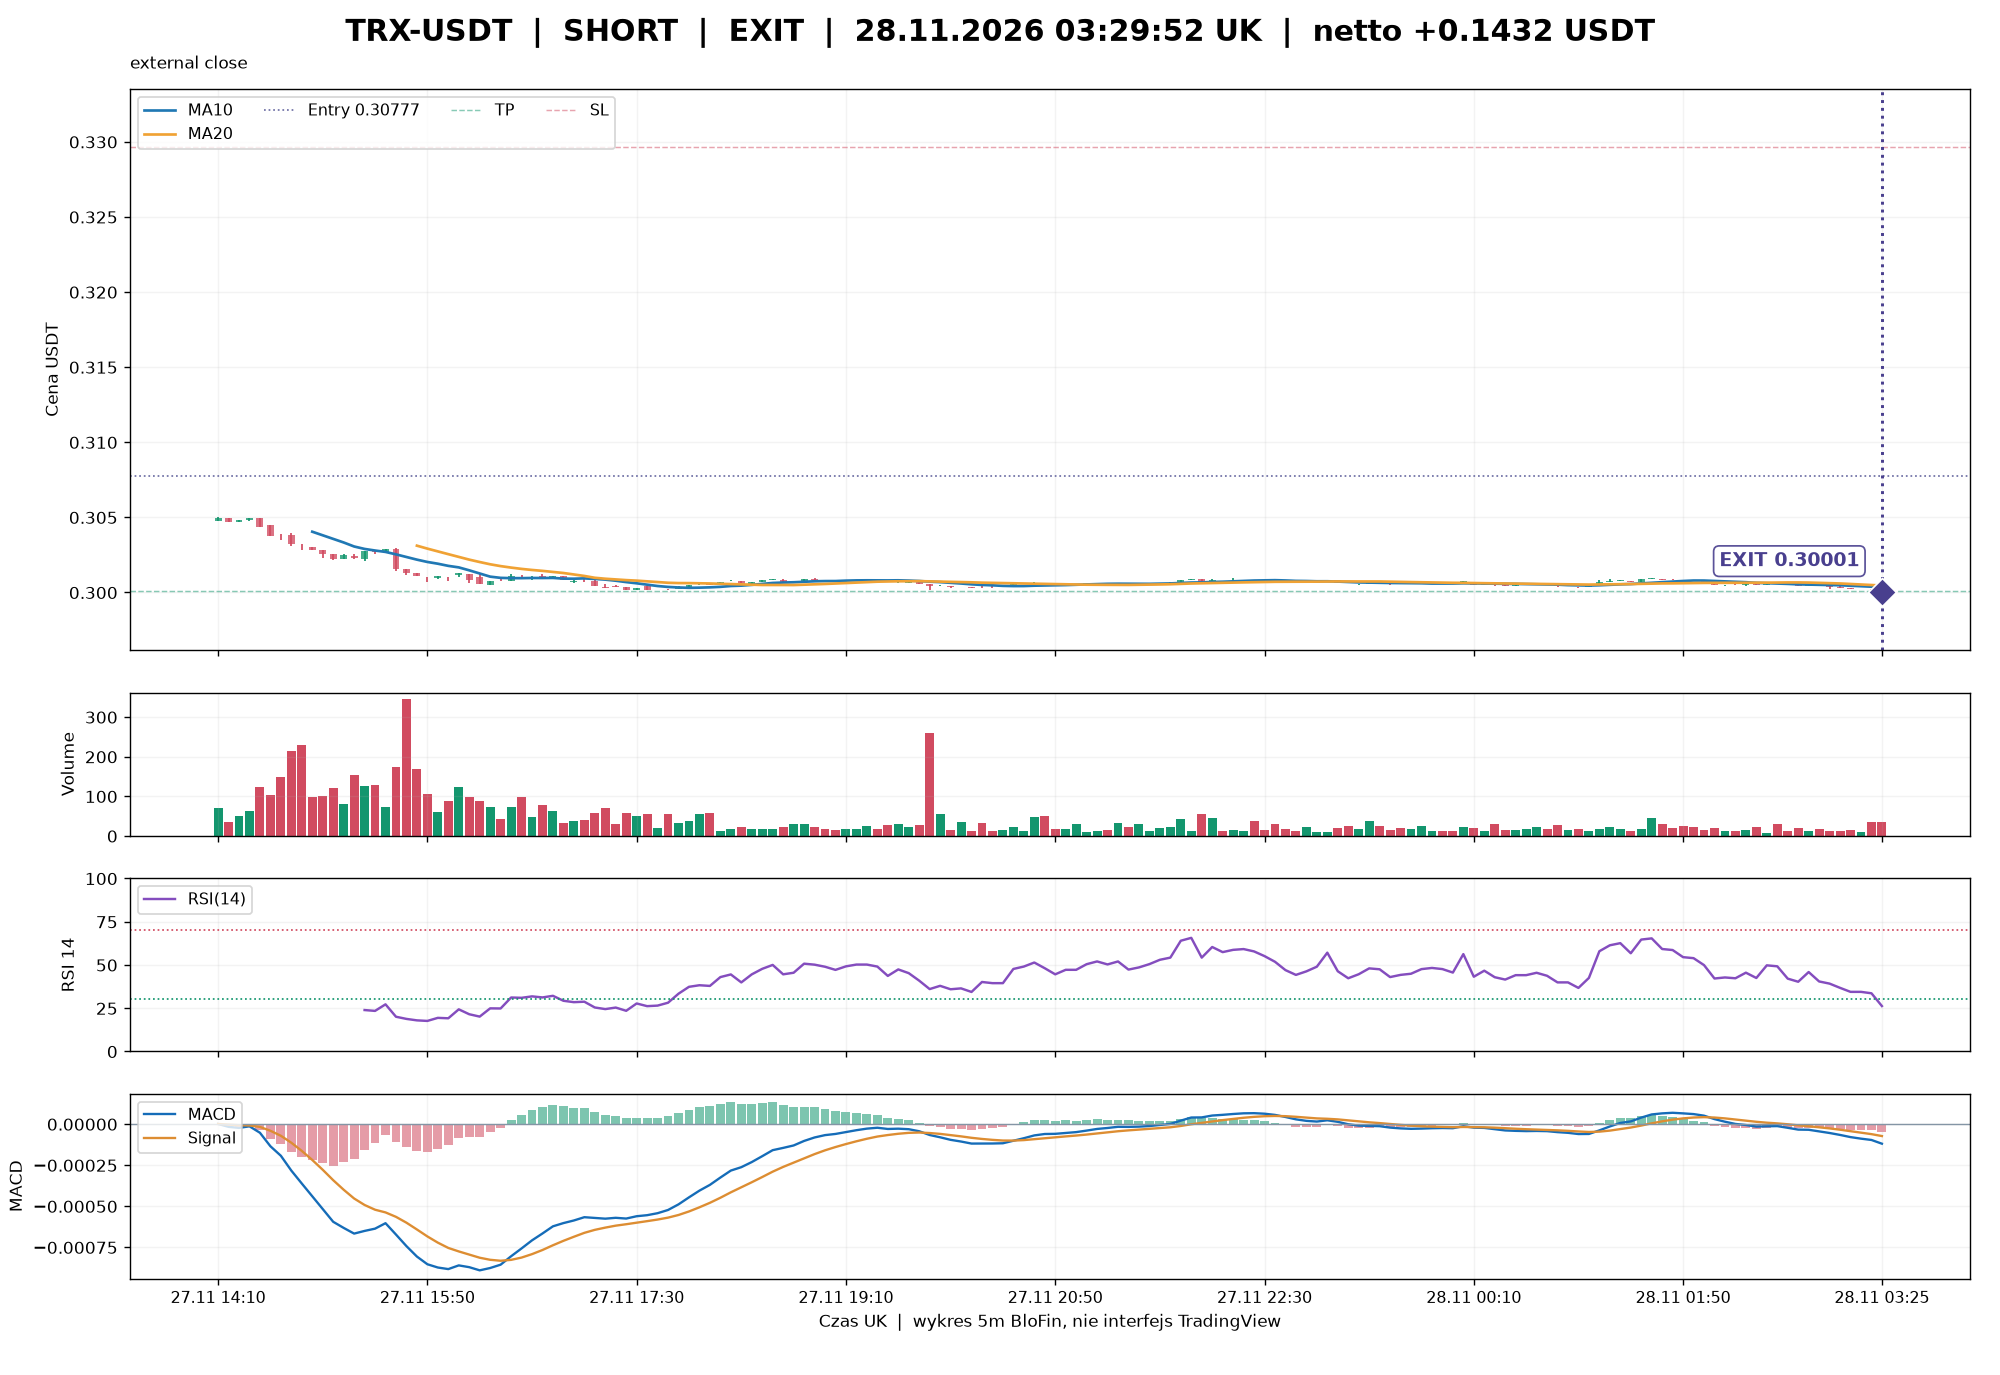 TRX-USDT | SHORT | EXIT | 28.11.2026 03:29:52 UK | netto +0.1432 USDT
external close
MA10
MA20
Entry 0.30777
TP
SL
0.330
0.325
0.320
0.315
0.310
0.305
0.300
Cena USDT
EXIT 0.30001
300
200
100
0
Volume
100
75
50
25
0
RSI 14
RSI(14)
MACD
Signal
0.00000
−0.00025
−0.00050
−0.00075
MACD
27.11 14:10
27.11 15:50
27.11 17:30
27.11 19:10
27.11 20:50
27.11 22:30
28.11 00:10
28.11 01:50
28.11 03:25
Czas UK | wykres 5m BloFin, nie interfejs TradingView